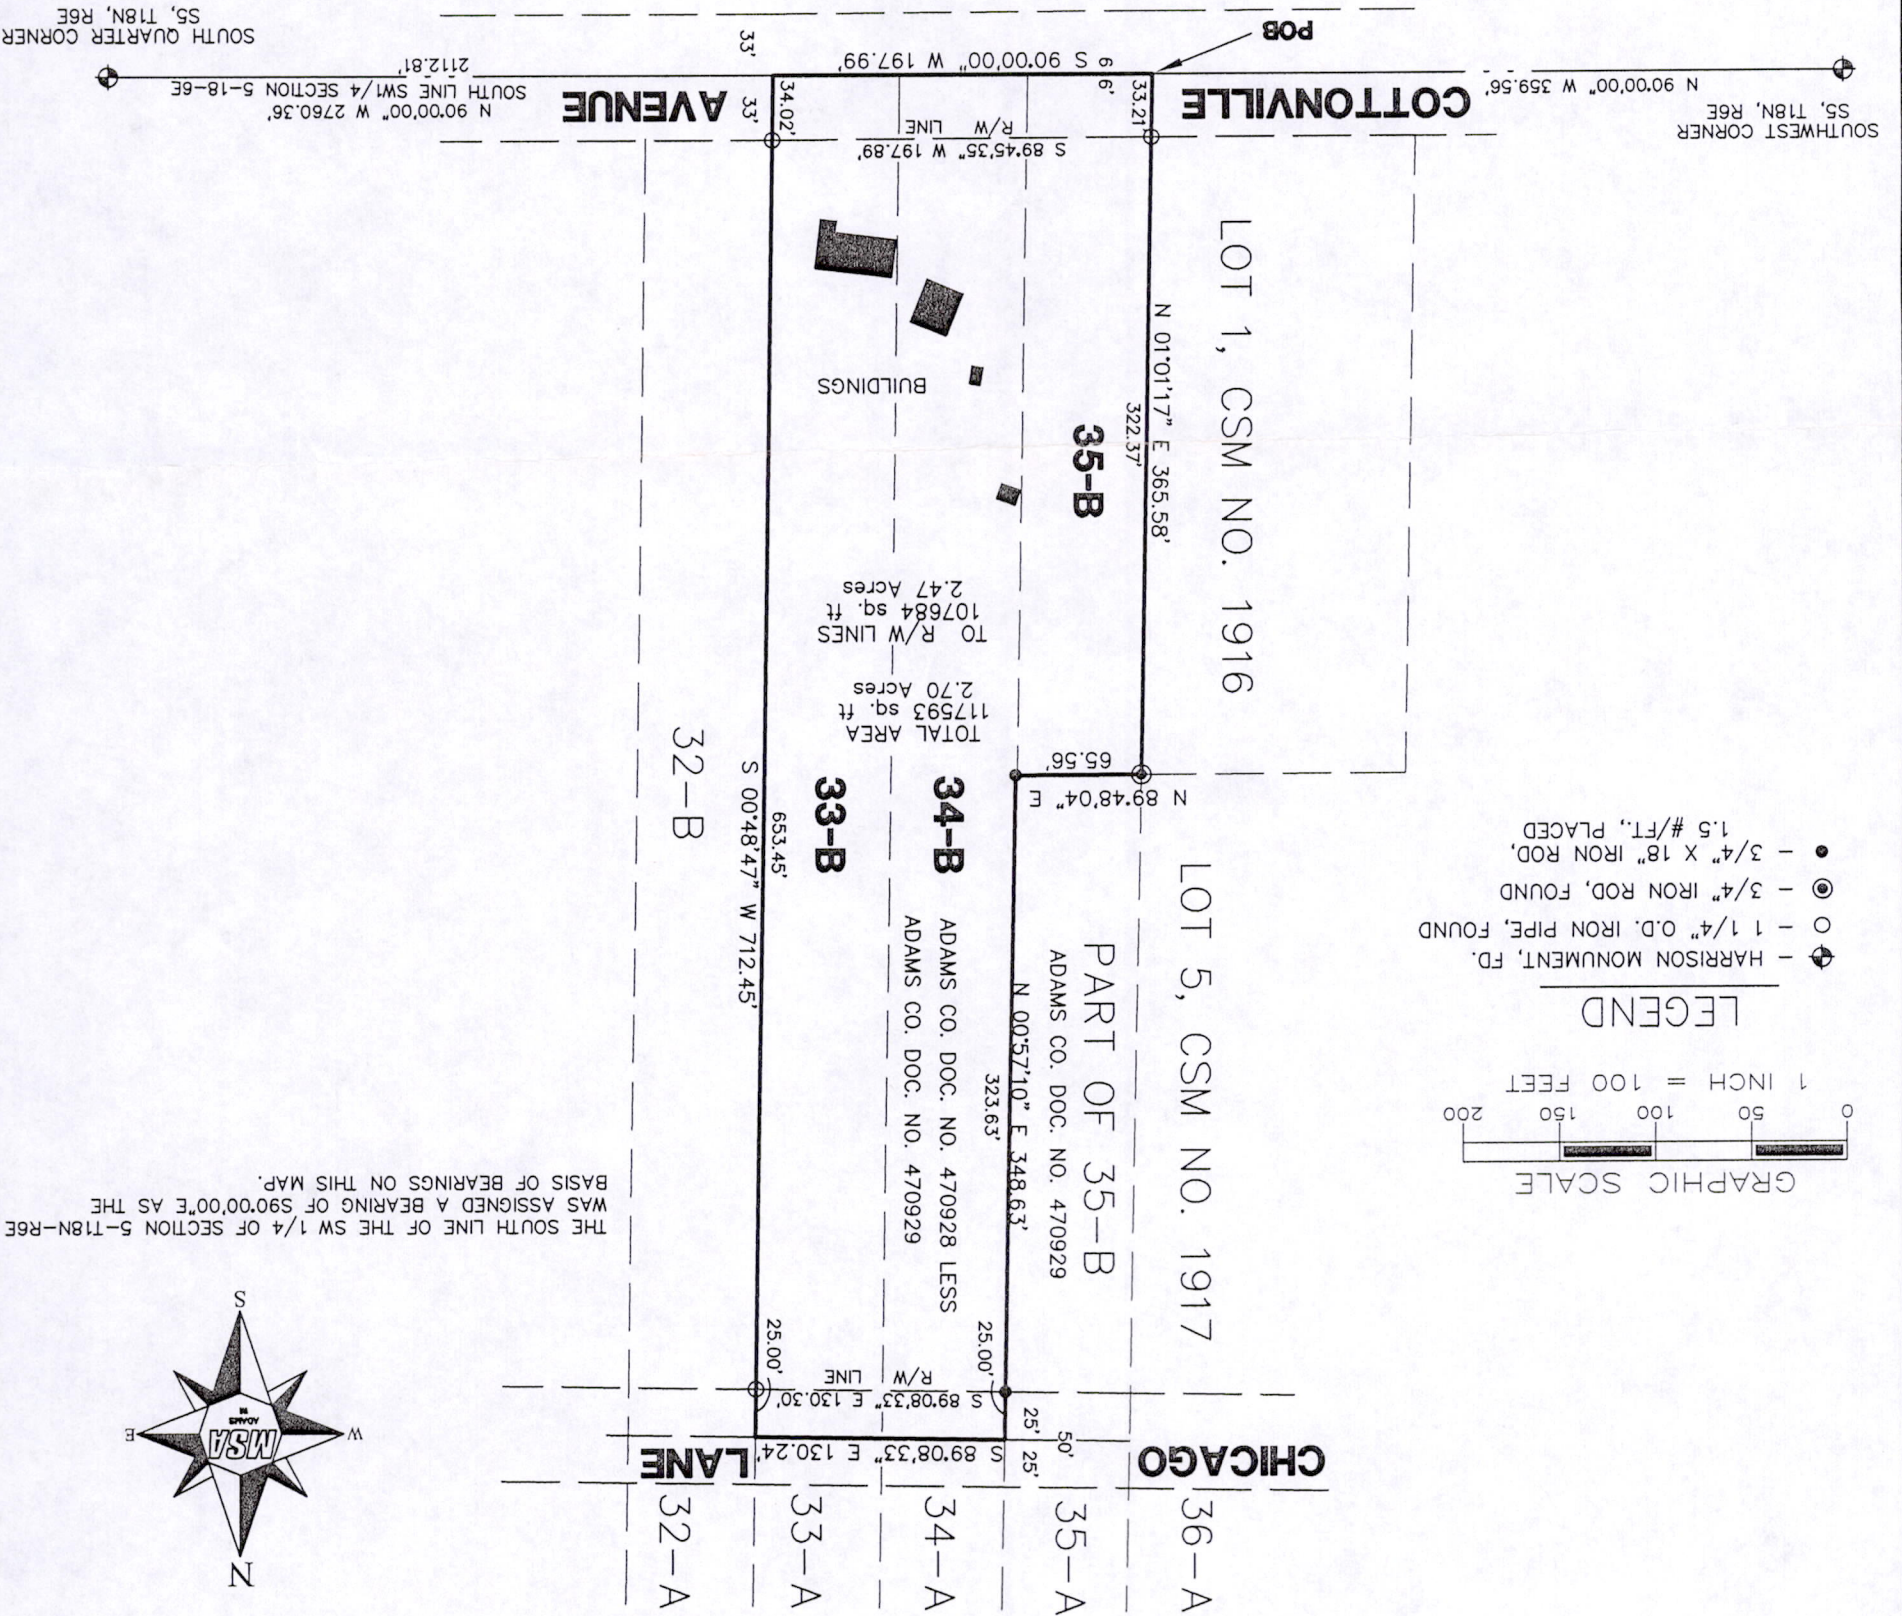 36-A
35-A
34-A
33-A
32-A
CHICAGO LANE
25'
50'
25'
S 89°08'33" E 130.24'
S 89°08'33" E 130.30'
R/W LINE
25.00'
25.00'
N
W
E
S
MSA
ADAMS
WI
THE SOUTH LINE OF THE SW 1/4 OF SECTION 5-T18N-R6E
WAS ASSIGNED A BEARING OF S90°00'00"E AS THE
BASIS OF BEARINGS ON THIS MAP.
GRAPHIC SCALE
0 50 100 150 200
1 INCH = 100 FEET
LEGEND
- HARRISON MONUMENT, FD.
- 1 1/4" O.D. IRON PIPE, FOUND
- 3/4" IRON ROD, FOUND
- 3/4" X 18" IRON ROD,
1.5 #/FT., PLACED
LOT 5, CSM NO. 1917
PART OF 35-B
ADAMS CO. DOC. NO. 470929
N 00°57'10" E 348.63'
323.63'
34-B
ADAMS CO. DOC. NO. 470928 LESS
ADAMS CO. DOC. NO. 470929
33-B
653.45'
S 00°48'47" W 712.45'
32-B
N 89°48'04" E
65.56'
TOTAL AREA
117593 sq. ft
2.70 Acres
TO R/W LINES
107684 sq. ft
2.47 Acres
LOT 1, CSM NO. 1916
N 01°01'17" E 365.58'
322.37'
35-B
BUILDINGS
S 89°45'35" W 197.89'
R/W LINE
33.21'
34.02'
33'
33'
6
6'
COTTONVILLE AVENUE
S 90°00'00" W 197.99'
POB
SOUTHWEST CORNER
S5, T18N, R6E
N 90°00'00" W 359.56'
N 90°00'00" W 2760.36'
SOUTH LINE SW1/4 SECTION 5-18-6E
2112.81'
SOUTH QUARTER CORNER
S5, T18N, R6E